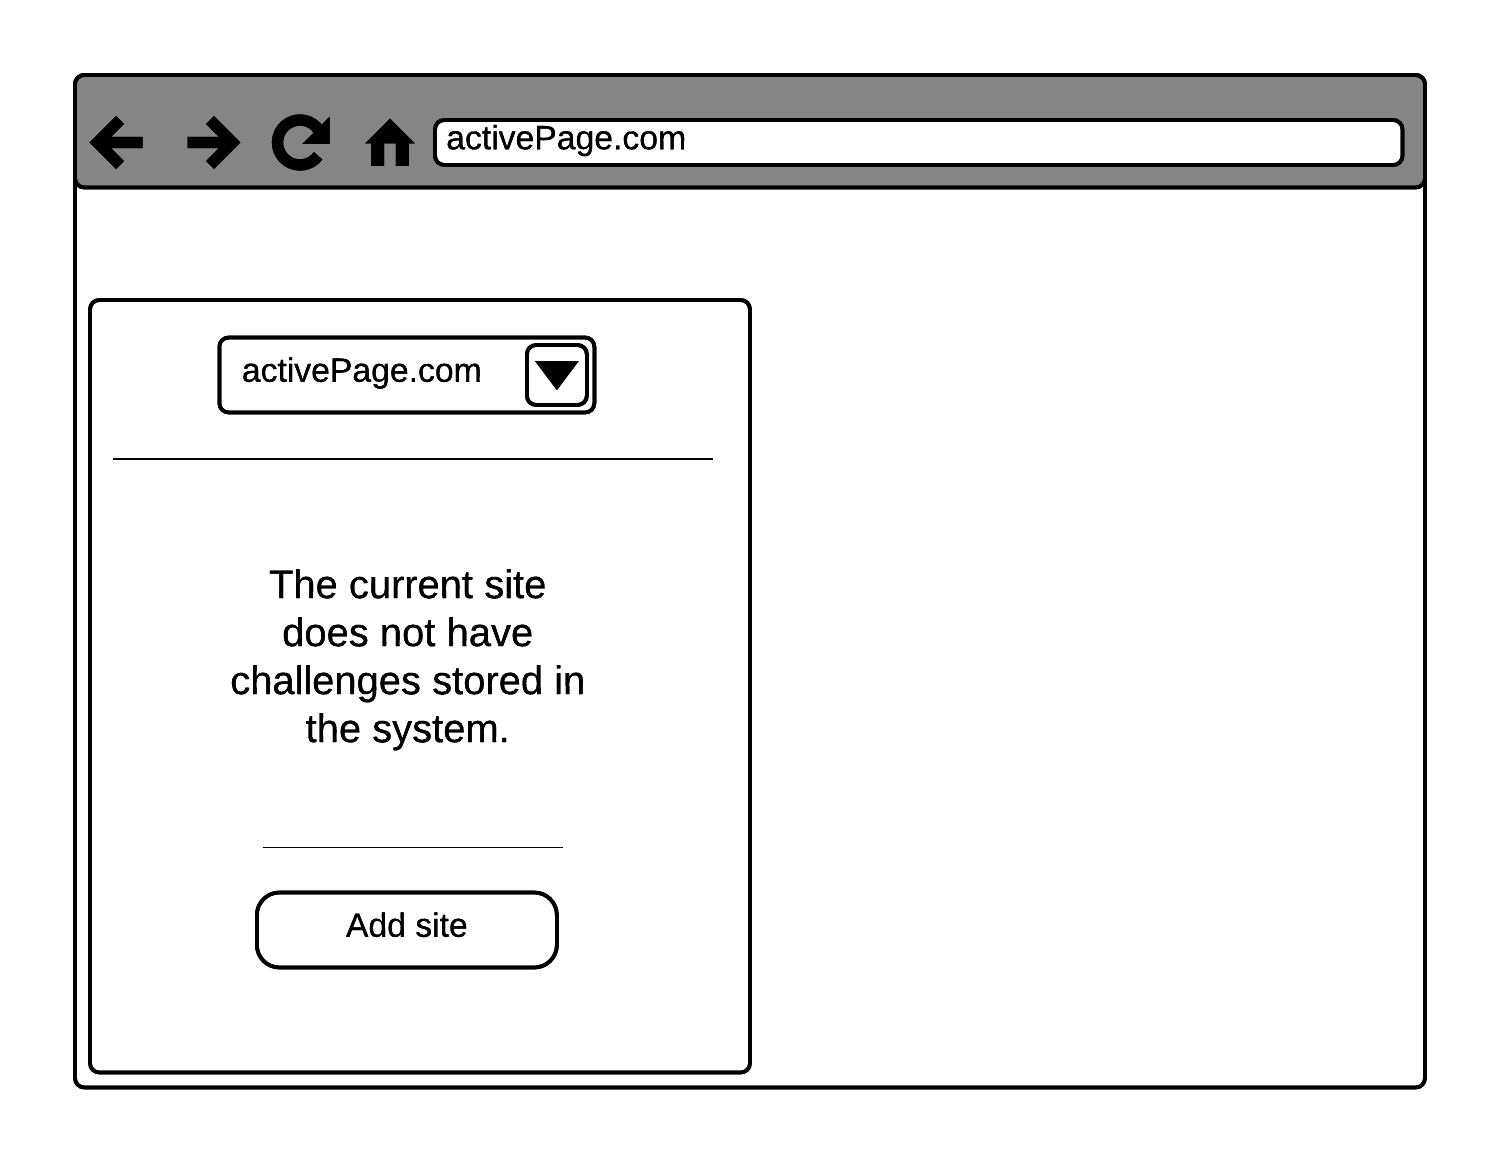 activePage.com
activePage.com
The current site
does not have
challenges stored in
the system.
Add site